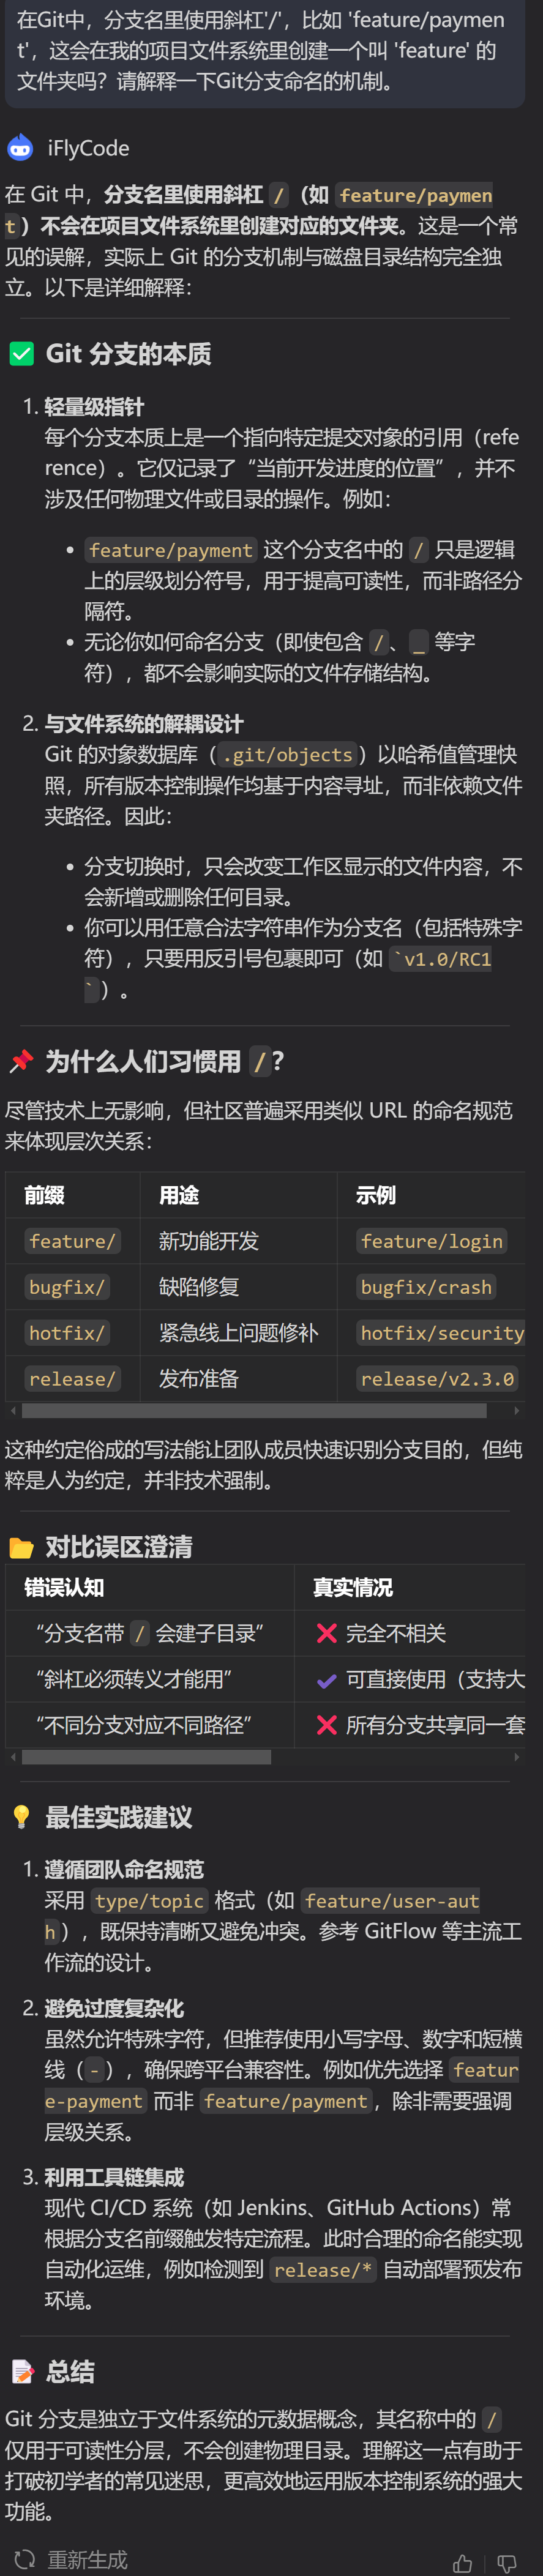 在Git中，分支名里使用斜杠'/'，比如 'feature/paymen
t'，这会在我的项目文件系统里创建一个叫 'feature' 的
文件夹吗？请解释一下Git分支命名的机制。
iFlyCode
在 Git 中，分支名里使用斜杠 /（如 feature/paymen
t）不会在项目文件系统里创建对应的文件夹。这是一个常
见的误解，实际上 Git 的分支机制与磁盘目录结构完全独
立。以下是详细解释：
✅ Git 分支的本质
1. 轻量级指针
每个分支本质上是一个指向特定提交对象的引用（refe
rence）。它仅记录了“当前开发进度的位置”，并不
涉及任何物理文件或目录的操作。例如：
• feature/payment 这个分支名中的 / 只是逻辑
上的层级划分符号，用于提高可读性，而非路径分
隔符。
• 无论你如何命名分支（即使包含 /、_ 等字
符），都不会影响实际的文件存储结构。
2. 与文件系统的解耦设计
Git 的对象数据库（.git/objects）以哈希值管理快
照，所有版本控制操作均基于内容寻址，而非依赖文件
夹路径。因此：
• 分支切换时，只会改变工作区显示的文件内容，不
会新增或删除任何目录。
• 你可以用任意合法字符串作为分支名（包括特殊字
符），只要用反引号包裹即可（如 `v1.0/RC1
`）。
📌 为什么人们习惯用 /？
尽管技术上无影响，但社区普遍采用类似 URL 的命名规范
来体现层次关系：
前缀 用途 示例
feature/ 新功能开发 feature/login
bugfix/ 缺陷修复 bugfix/crash
hotfix/ 紧急线上问题修补 hotfix/security
release/ 发布准备 release/v2.3.0
这种约定俗成的写法能让团队成员快速识别分支目的，但纯
粹是人为约定，并非技术强制。
📂 对比误区澄清
错误认知 真实情况
“分支名带 / 会建子目录” ❌ 完全不相关
“斜杠必须转义才能用” ✔ 可直接使用（支持大
“不同分支对应不同路径” ❌ 所有分支共享同一套
💡 最佳实践建议
1. 遵循团队命名规范
采用 type/topic 格式（如 feature/user-aut
h），既保持清晰又避免冲突。参考 GitFlow 等主流工
作流的设计。
2. 避免过度复杂化
虽然允许特殊字符，但推荐使用小写字母、数字和短横
线（-），确保跨平台兼容性。例如优先选择 featur
e-payment 而非 feature/payment，除非需要强调
层级关系。
3. 利用工具链集成
现代 CI/CD 系统（如 Jenkins、GitHub Actions）常
根据分支名前缀触发特定流程。此时合理的命名能实现
自动化运维，例如检测到 release/* 自动部署预发布
环境。
📝 总结
Git 分支是独立于文件系统的元数据概念，其名称中的 /
仅用于可读性分层，不会创建物理目录。理解这一点有助于
打破初学者的常见迷思，更高效地运用版本控制系统的强大
功能。
重新生成